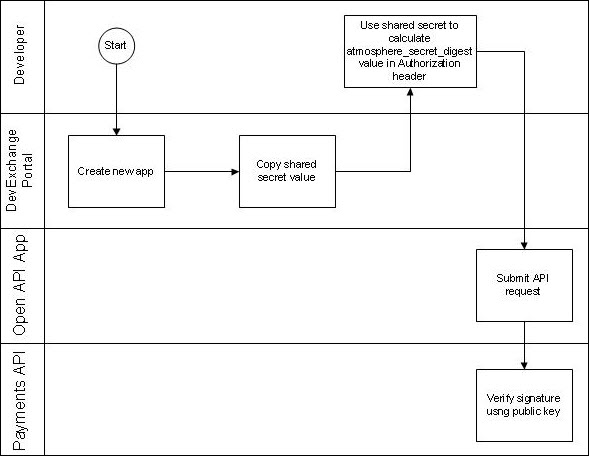 Developer
Start
Use shared secret to
calculate
atmosphere_secret_digest
value in Authorization
header
DevExchange
Portal
Create new app
Copy shared
secret value
Open API App
Submit API
request
Payments API
Verify signature
usng public key